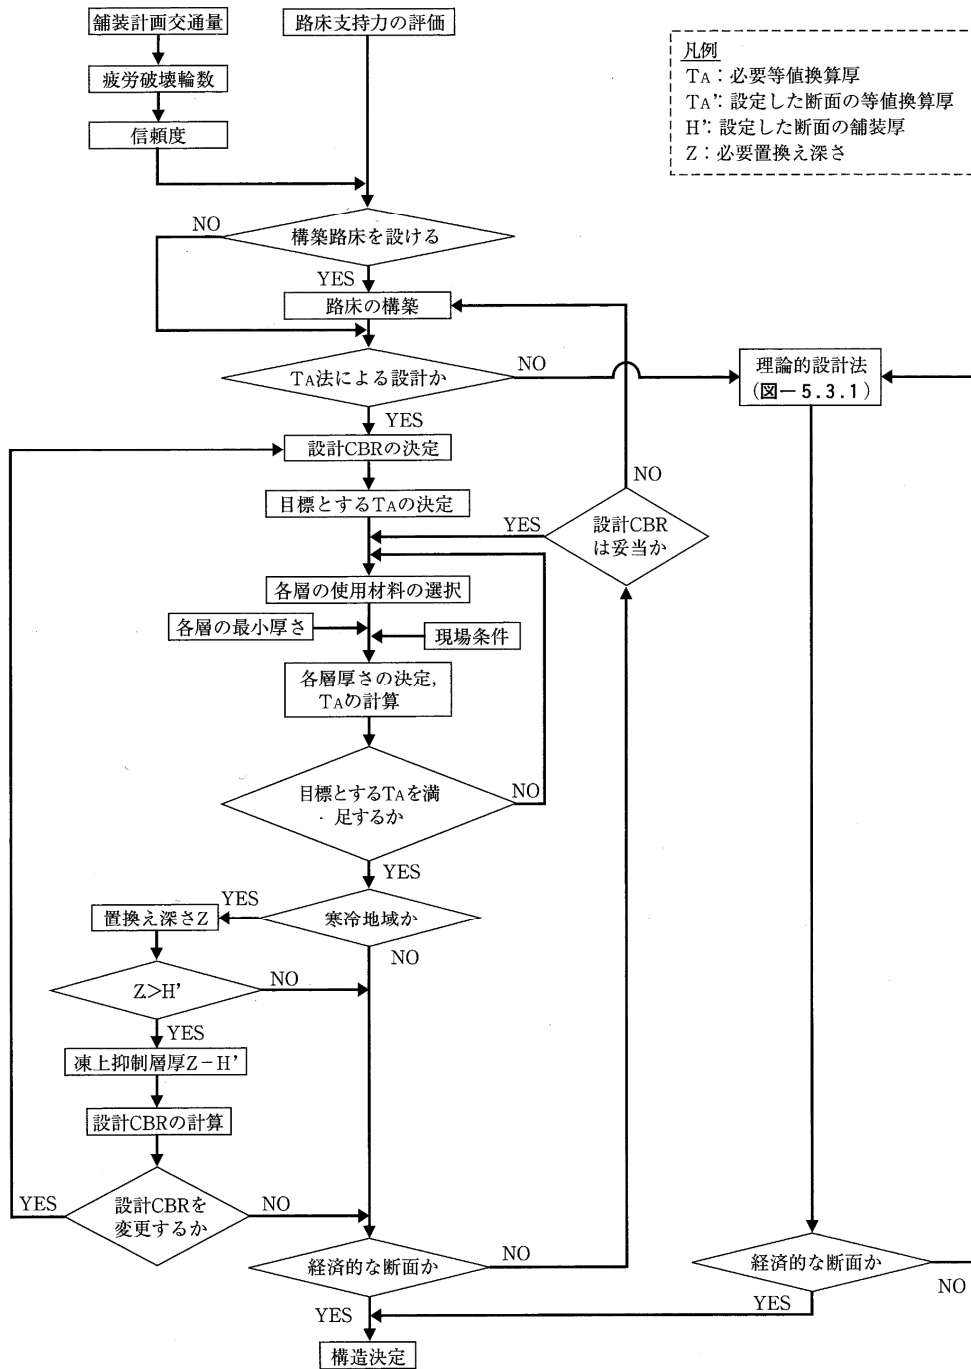 舗装計画交通量
路床支持力の評価
凡例
TA：必要等値換算厚
TA'：設定した断面の等値換算厚
H'：設定した断面の舗装厚
Z：必要置換え深さ
疲労破壊輪数
信頼度
構築路床を設ける
NO
YES
路床の構築
TA法による設計か
NO
YES
理論的設計法
(図－5.3.1)
設計CBRの決定
目標とするTAの決定
設計CBR
は妥当か
NO
YES
各層の使用材料の選択
各層の最小厚さ
現場条件
各層厚さの決定,
TA'の計算
目標とするTAを満
足するか
NO
YES
寒冷地域か
YES
NO
置換え深さZ
Z>H'
NO
YES
凍上抑制層厚Z－H'
設計CBRの計算
設計CBRを
変更するか
YES
NO
経済的な断面か
NO
YES
経済的な断面か
NO
YES
構造決定